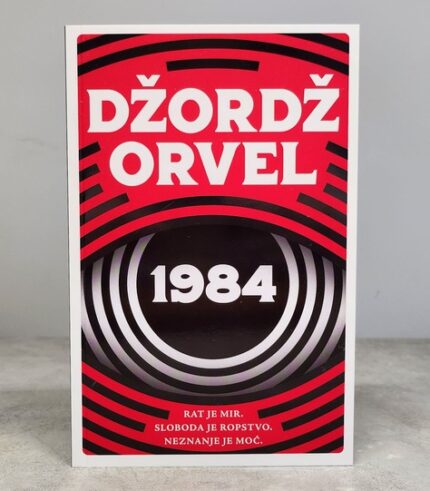 DŽORDŽ
ORVEL
1984
RAT JE MIR.
SLOBODA JE ROPSTVO.
NEZNANJE JE MOĆ.